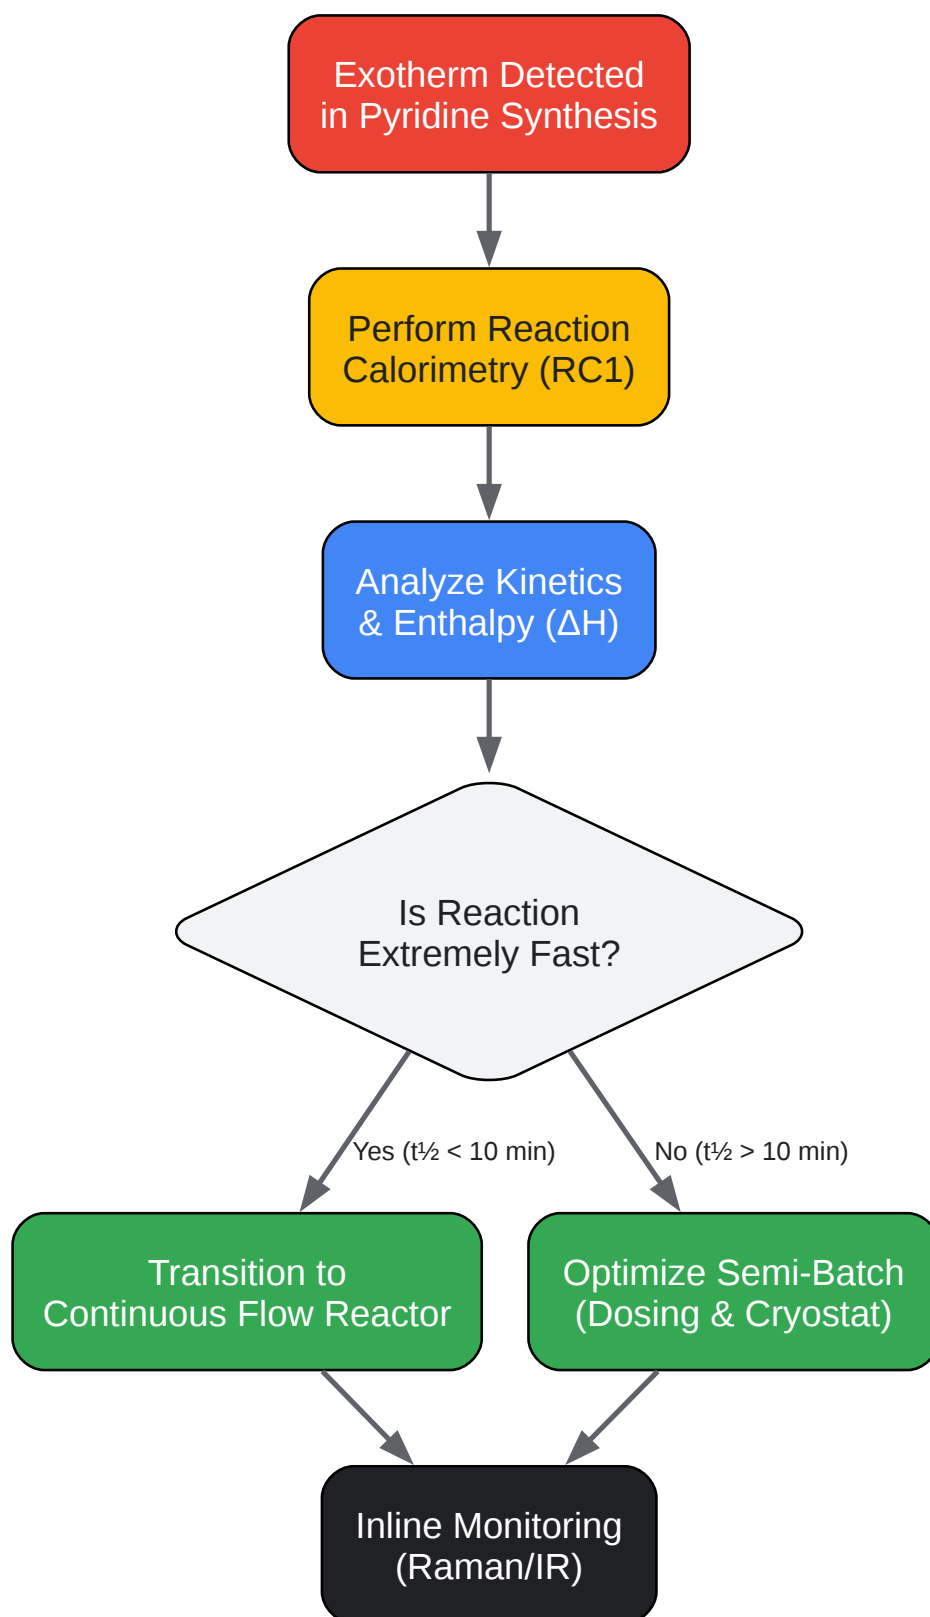 Exotherm Detected
in Pyridine Synthesis
Perform Reaction
Calorimetry (RC1)
Analyze Kinetics
& Enthalpy (ΔH)
Is Reaction
Extremely Fast?
Yes (t½ < 10 min)
No (t½ > 10 min)
Transition to
Continuous Flow Reactor
Optimize Semi-Batch
(Dosing & Cryostat)
Inline Monitoring
(Raman/IR)